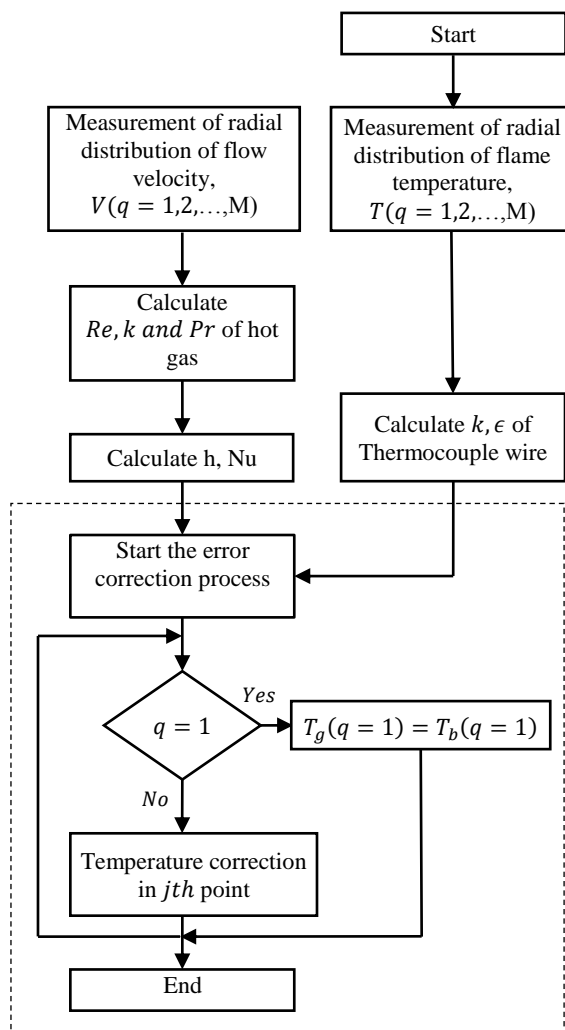 Start
Measurement of radial
distribution of flow
velocity,
V(q = 1,2,…,M)
Measurement of radial
distribution of flame
temperature,
T(q = 1,2,…,M)
Calculate
Re, k and Pr of hot
gas
Calculate k, ϵ of
Thermocouple wire
Calculate h, Nu
Start the error
correction process
Yes
q = 1
T_g(q = 1) = T_b(q = 1)
No
Temperature correction
in jth point
End